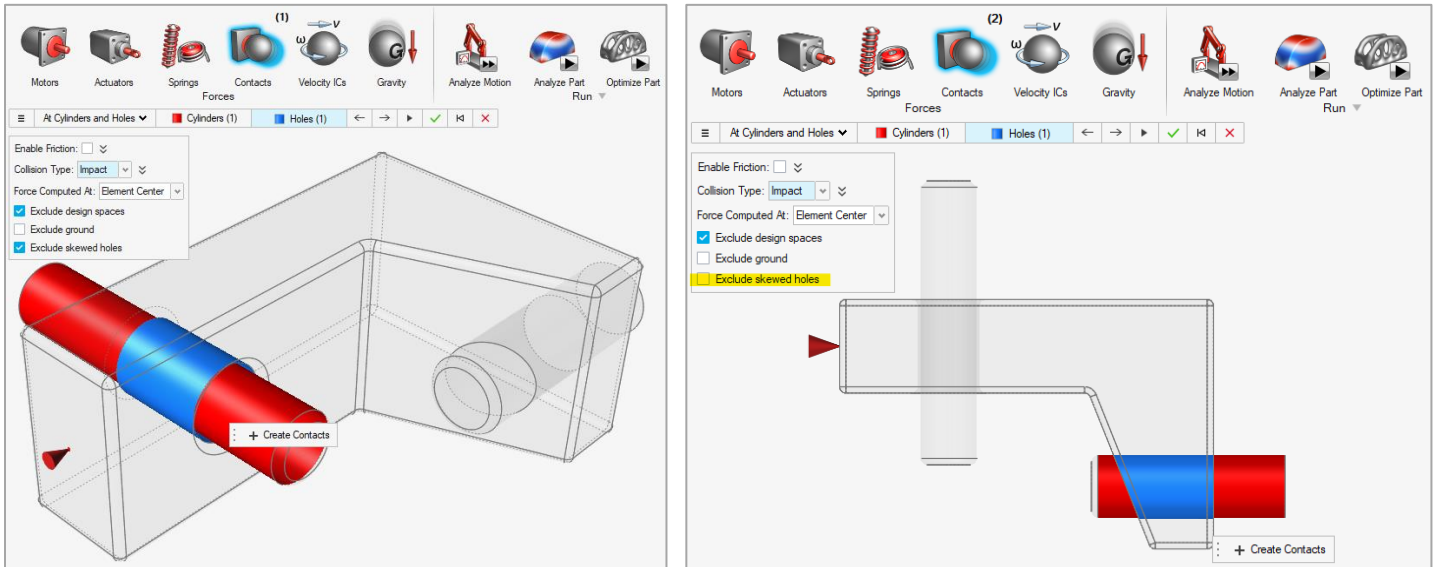 (1)
ω
v
G
Motors Actuators Springs Contacts Velocity ICs Gravity Analyze Motion Analyze Part Optimize Part
Forces Run
At Cylinders and Holes Cylinders (1) Holes (1)
Enable Friction:
Collision Type: Impact
Force Computed At: Element Center
Exclude design spaces
Exclude ground
Exclude skewed holes
+ Create Contacts
(2)
ω
v
G
Motors Actuators Springs Contacts Velocity ICs Gravity Analyze Motion Analyze Part Optimize Part
Forces Run
At Cylinders and Holes Cylinders (1) Holes (1)
Enable Friction:
Collision Type: Impact
Force Computed At: Element Center
Exclude design spaces
Exclude ground
Exclude skewed holes
+ Create Contacts